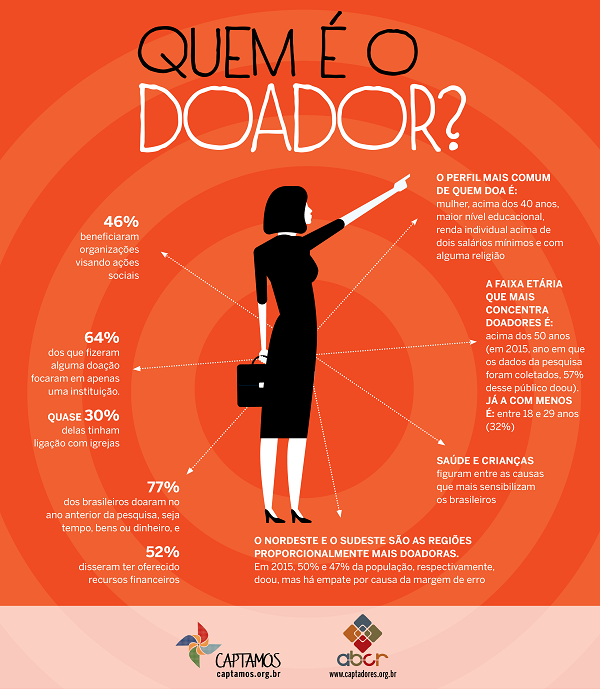 QUEM É O
DOADOR?
46%
beneficiaram
organizações
visando ações
sociais
64%
dos que fizeram
alguma doação
focaram em apenas
uma instituição.
QUASE 30%
delas tinham
ligação com igrejas
77%
dos brasileiros doaram no
ano anterior da pesquisa, seja
tempo, bens ou dinheiro, e
52%
disseram ter oferecido
recursos financeiros
O PERFIL MAIS COMUM
DE QUEM DOA É:
mulher, acima dos 40 anos,
maior nível educacional,
renda individual acima de
dois salários mínimos e com
alguma religião
A FAIXA ETÁRIA
QUE MAIS
CONCENTRA
DOADORES É:
acima dos 50 anos
(em 2015, ano em que
os dados da pesquisa
foram coletados, 57%
desse público doou).
JÁ A COM MENOS
É: entre 18 e 29 anos
(32%)
SAÚDE E CRIANÇAS
figuram entre as causas
que mais sensibilizam
os brasileiros
O NORDESTE E O SUDESTE SÃO AS REGIÕES
PROPORCIONALMENTE MAIS DOADORAS.
Em 2015, 50% e 47% da população, respectivamente,
doou, mas há empate por causa da margem de erro
CAPTAMOS
captamos.org.br
abcr
www.captadores.org.br